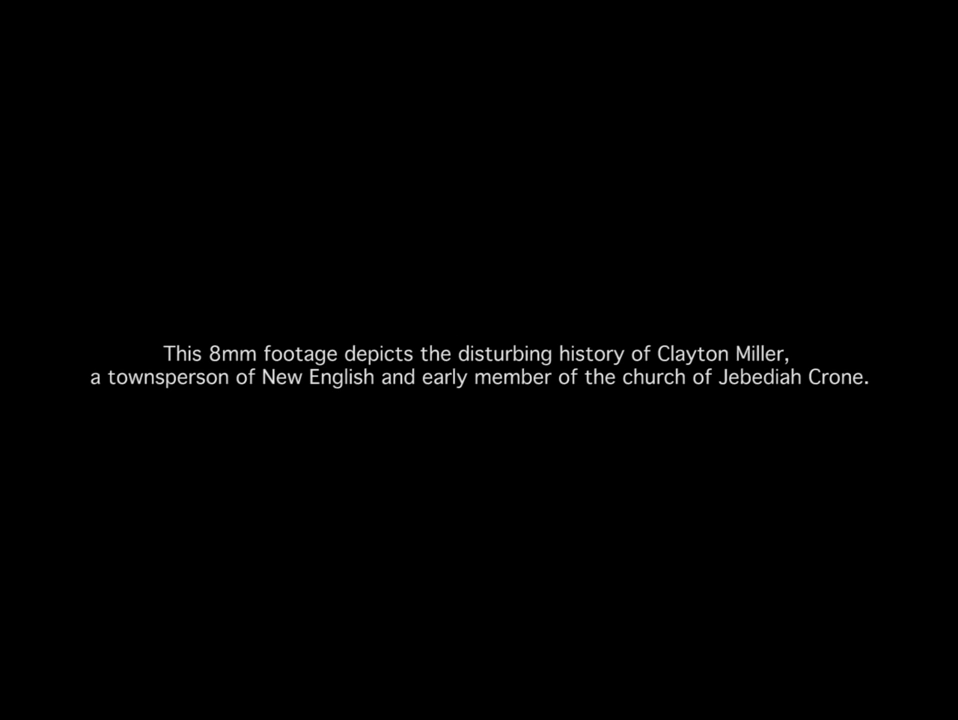 This 8mm footage depicts the disturbing history of Clayton Miller,
a townsperson of New English and early member of the church of Jebediah Crone.